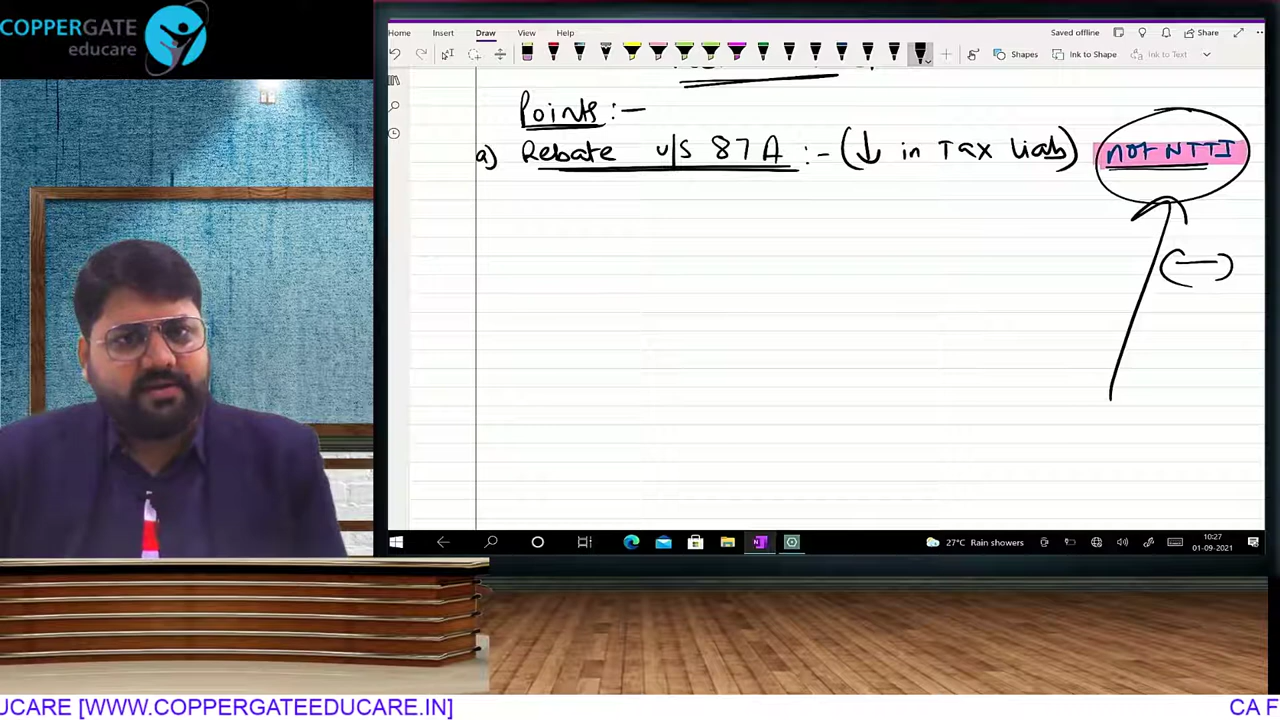 COPPERGATE
educare
Home Insert Draw View Help
Saved offline
Share
Shapes
Ink to Shape
Ink to Text
Points :-
a) Rebate u/s 87A :- (↓ in Tax liab) not NTTI
(—)
27°C Rain showers
10:27
01-09-2021
UCARE [WWW.COPPERGATEEDUCARE.IN]
CA F